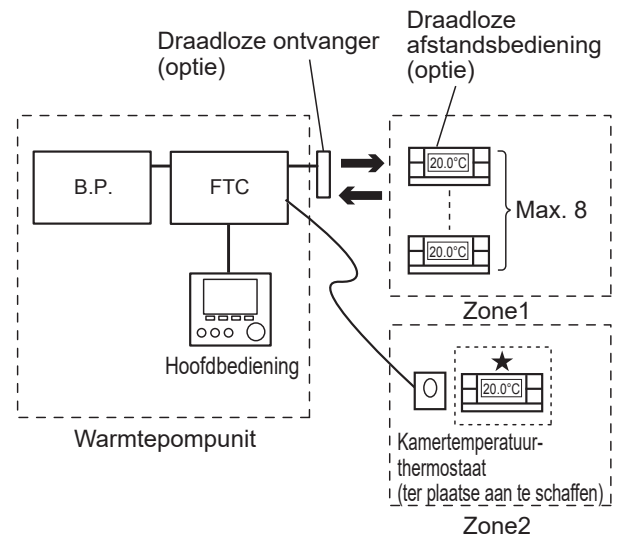 Draadloze ontvanger
(optie)
Draadloze
afstandsbediening
(optie)
B.P.
FTC
20.0°C
Max. 8
20.0°C
Zone1
Hoofdbediening
Warmtepompunit
20.0°C
Kamertemperatuur-
thermostaat
(ter plaatse aan te schaffen)
Zone2